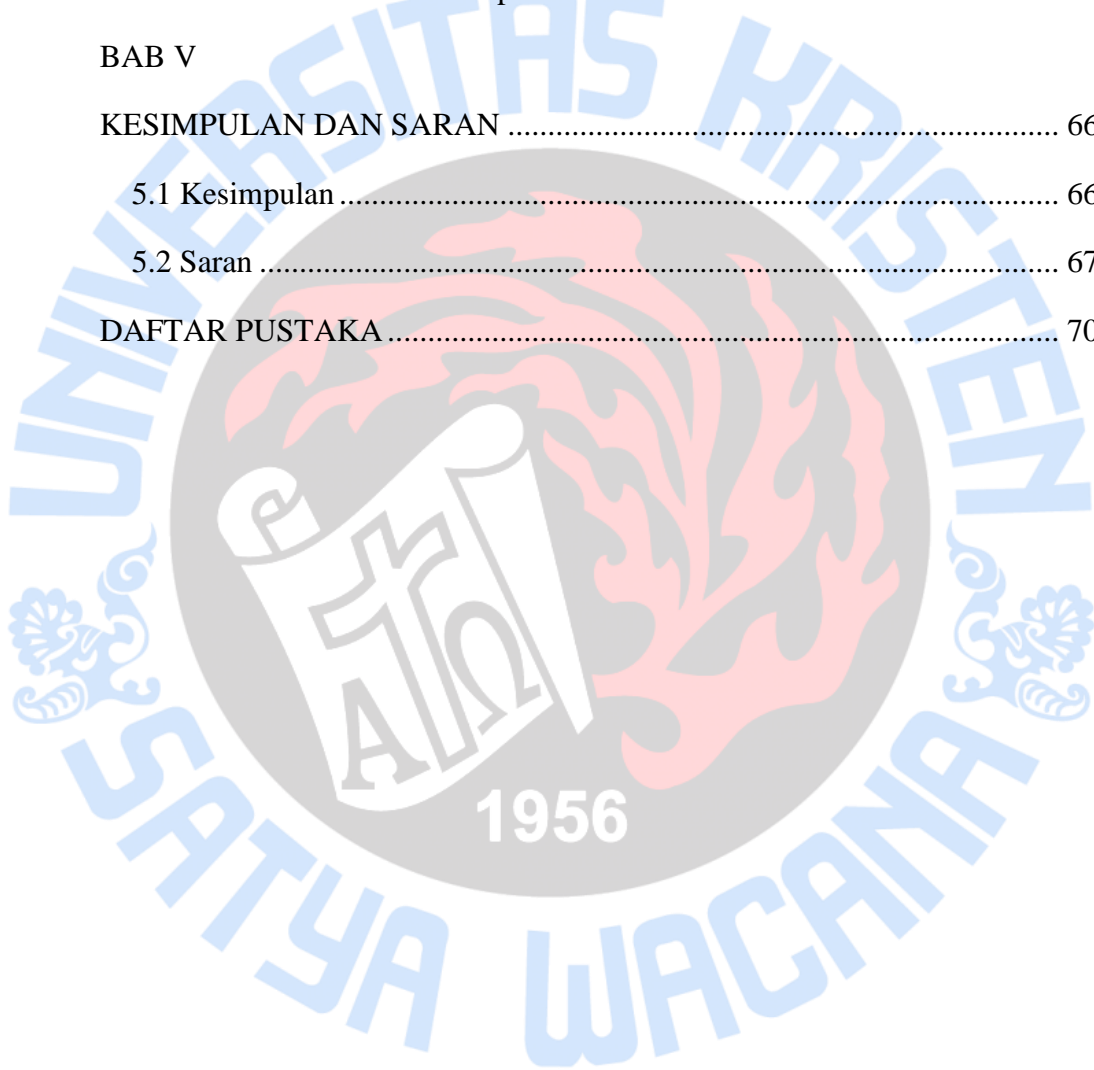 BAB V
KESIMPULAN DAN SARAN ..................................................................... 66
5.1 Kesimpulan .......................................................................................... 66
5.2 Saran .................................................................................................... 67
DAFTAR PUSTAKA .................................................................................... 70
UNIVERSITAS KRISTEN
ΑΩ
1956
SATYA WACANA